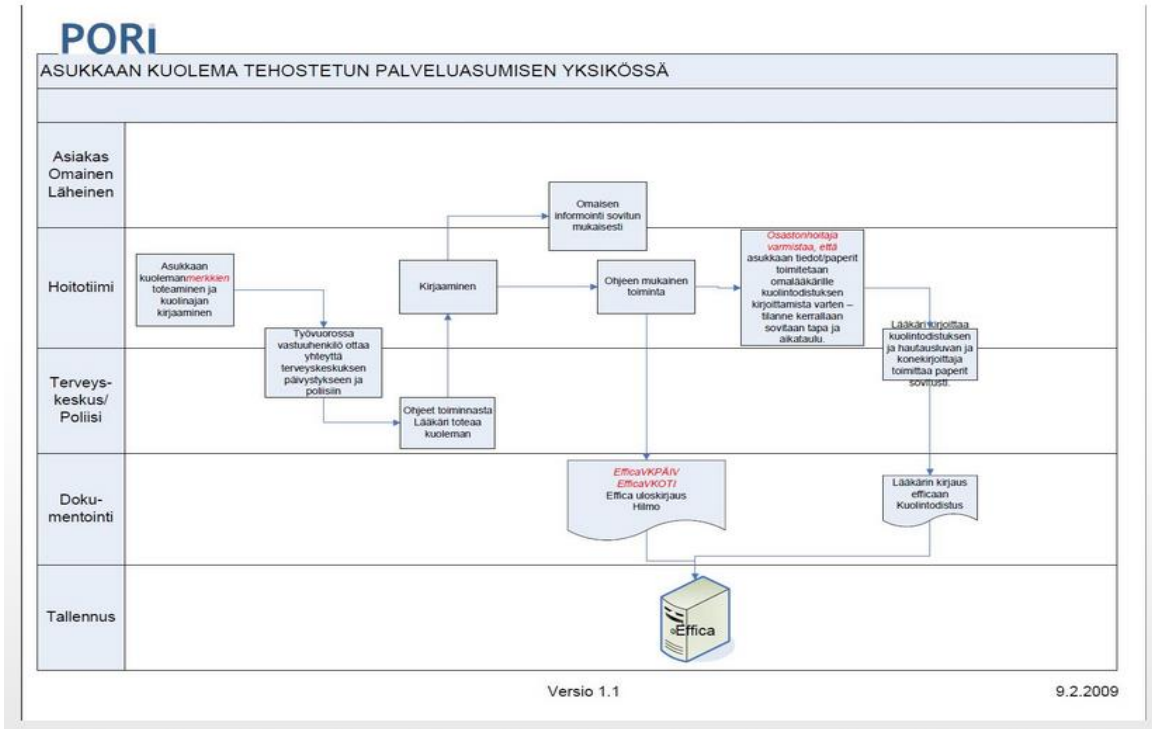 PORI
ASUKKAAN KUOLEMA TEHOSTETUN PALVELUASUMISEN YKSIKÖSSÄ
Asiakas
Omainen
Läheinen
Omaisen
informointi sovitun
mukaisesti
Hoitotiimi
Asukkaan
kuolemanmerkkien
toteaminen ja
kuolinajan
kirjaaminen
Kirjaaminen
Ohjeen mukainen
toiminta
Osastonhoitaja
varmistaa, että
asukkaan tiedot/paperit
toimitetaan
omalääkärille
kuolintodistuksen
kirjoittamista varten –
tilanne kerrallaan
sovitaan tapa ja
aikataulu.
Työvuorossa
vastuuhenkilö ottaa
yhteyttä
terveyskeskuksen
päivystykseen ja
poliisiin
Lääkäri kirjoittaa
kuolintodistuksen
ja hautausluvan ja
konekirjoittaja
toimittaa paperit
sovitusti.
Terveys-
keskus/
Poliisi
Ohjeet toiminnasta
Lääkäri toteaa
kuoleman
Doku-
mentointi
EfficaVKPÄIV
EfficaVKOTI
Effica uloskirjaus
Hilmo
Lääkärin kirjaus
efficaan
Kuolintodistus
Tallennus
Effica
Versio 1.1
9.2.2009